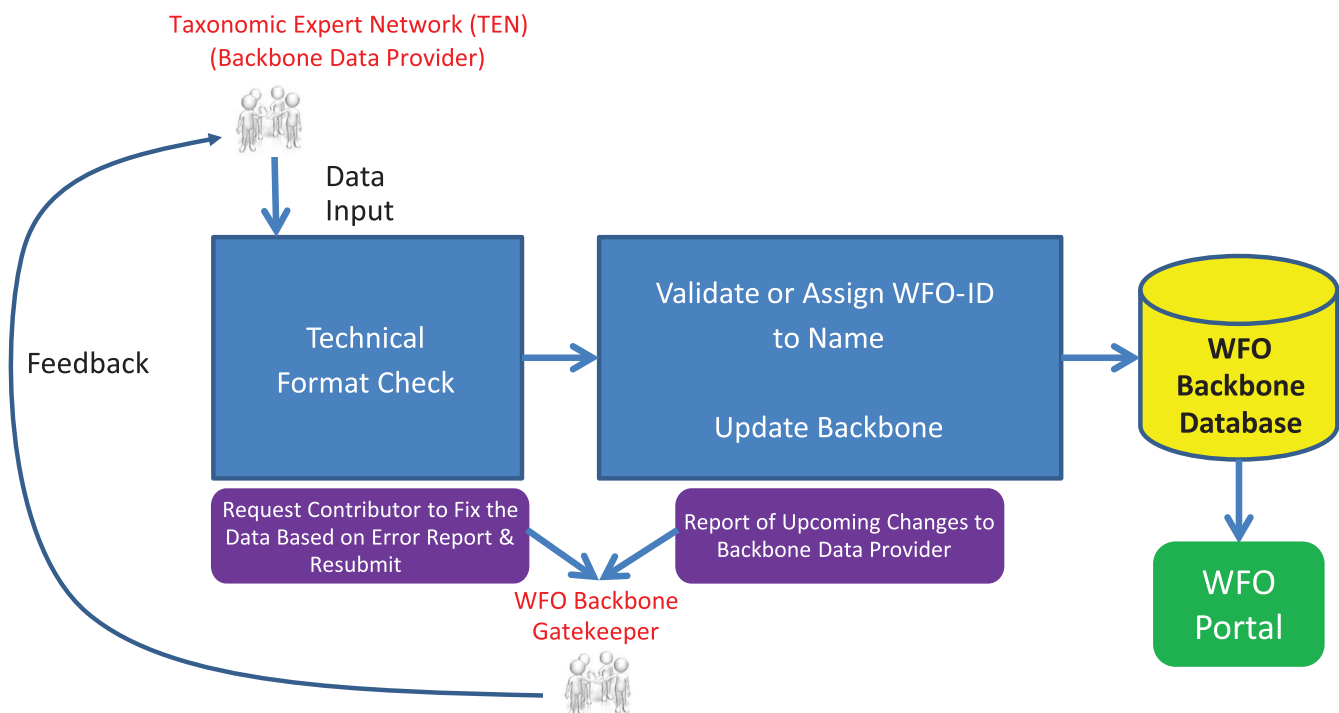 Taxonomic Expert Network (TEN)
(Backbone Data Provider)
Data
Input
Feedback
Technical
Format Check
Validate or Assign WFO-ID
to Name
Update Backbone
WFO
Backbone
Database
Request Contributor to Fix the
Data Based on Error Report &
Resubmit
Report of Upcoming Changes to
Backbone Data Provider
WFO Backbone
Gatekeeper
WFO
Portal